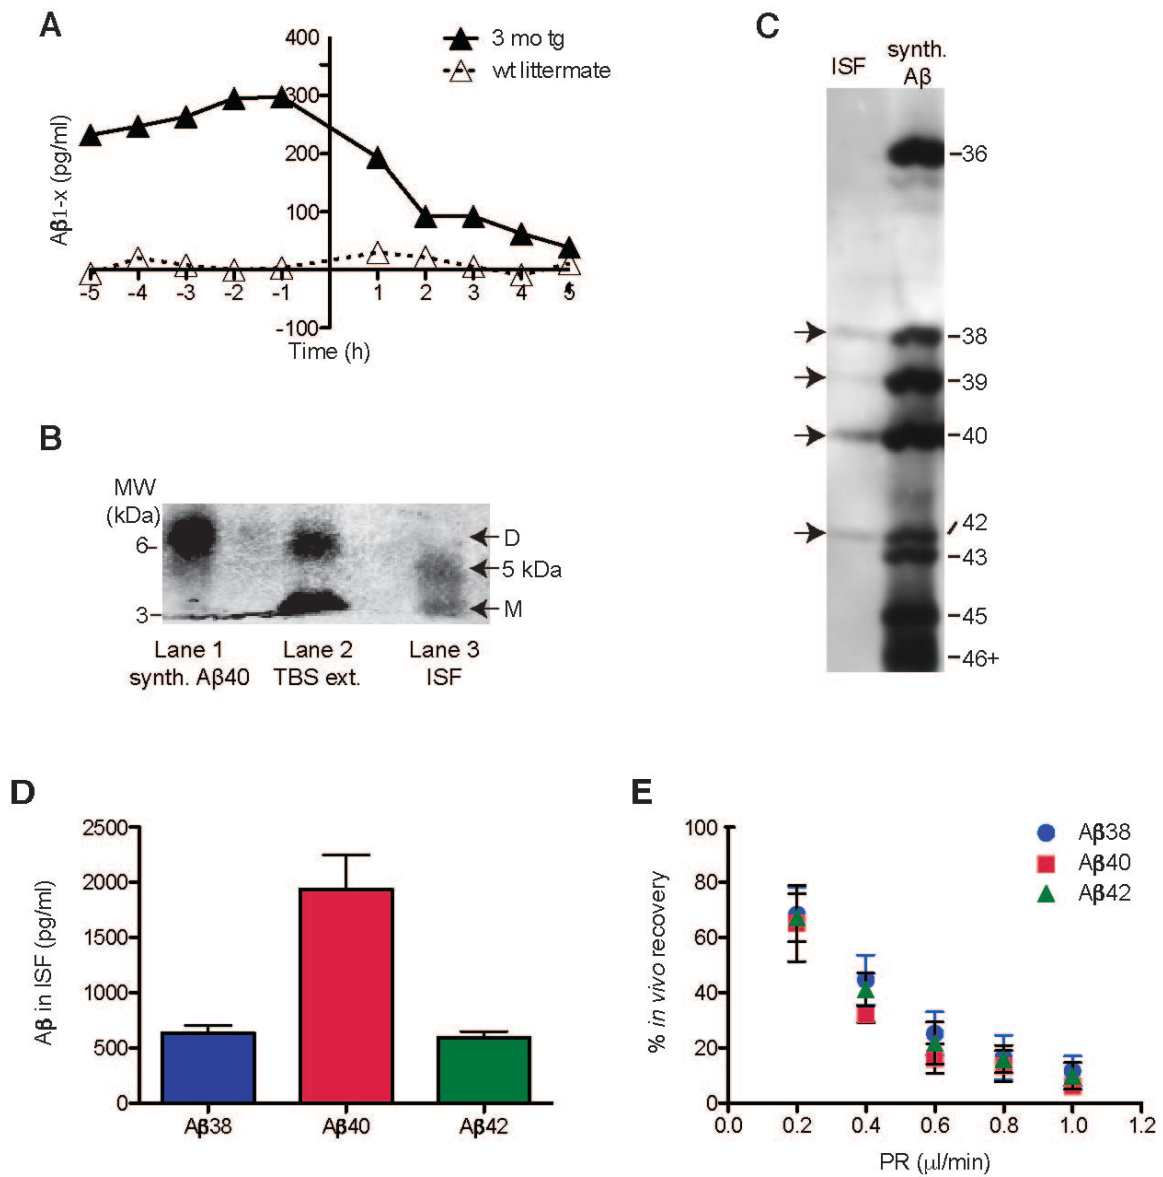 A
400
300
200
100
-100
Aβ1-x (pg/ml)
-5 -4 -3 -2 -1 1 2 3 4 5
Time (h)
3 mo tg
wt littermate
B
MW
(kDa)
6
3
D
5 kDa
M
Lane 1 Lane 2 Lane 3
synth. Aβ40 TBS ext. ISF
C
ISF synth.
Aβ
36
38
39
40
42
43
45
46+
D
2500
2000
1500
1000
500
0
Aβ in ISF (pg/ml)
Aβ38 Aβ40 Aβ42
E
100
80
60
40
20
0
% in vivo recovery
0.0 0.2 0.4 0.6 0.8 1.0 1.2
PR (μl/min)
Aβ38
Aβ40
Aβ42